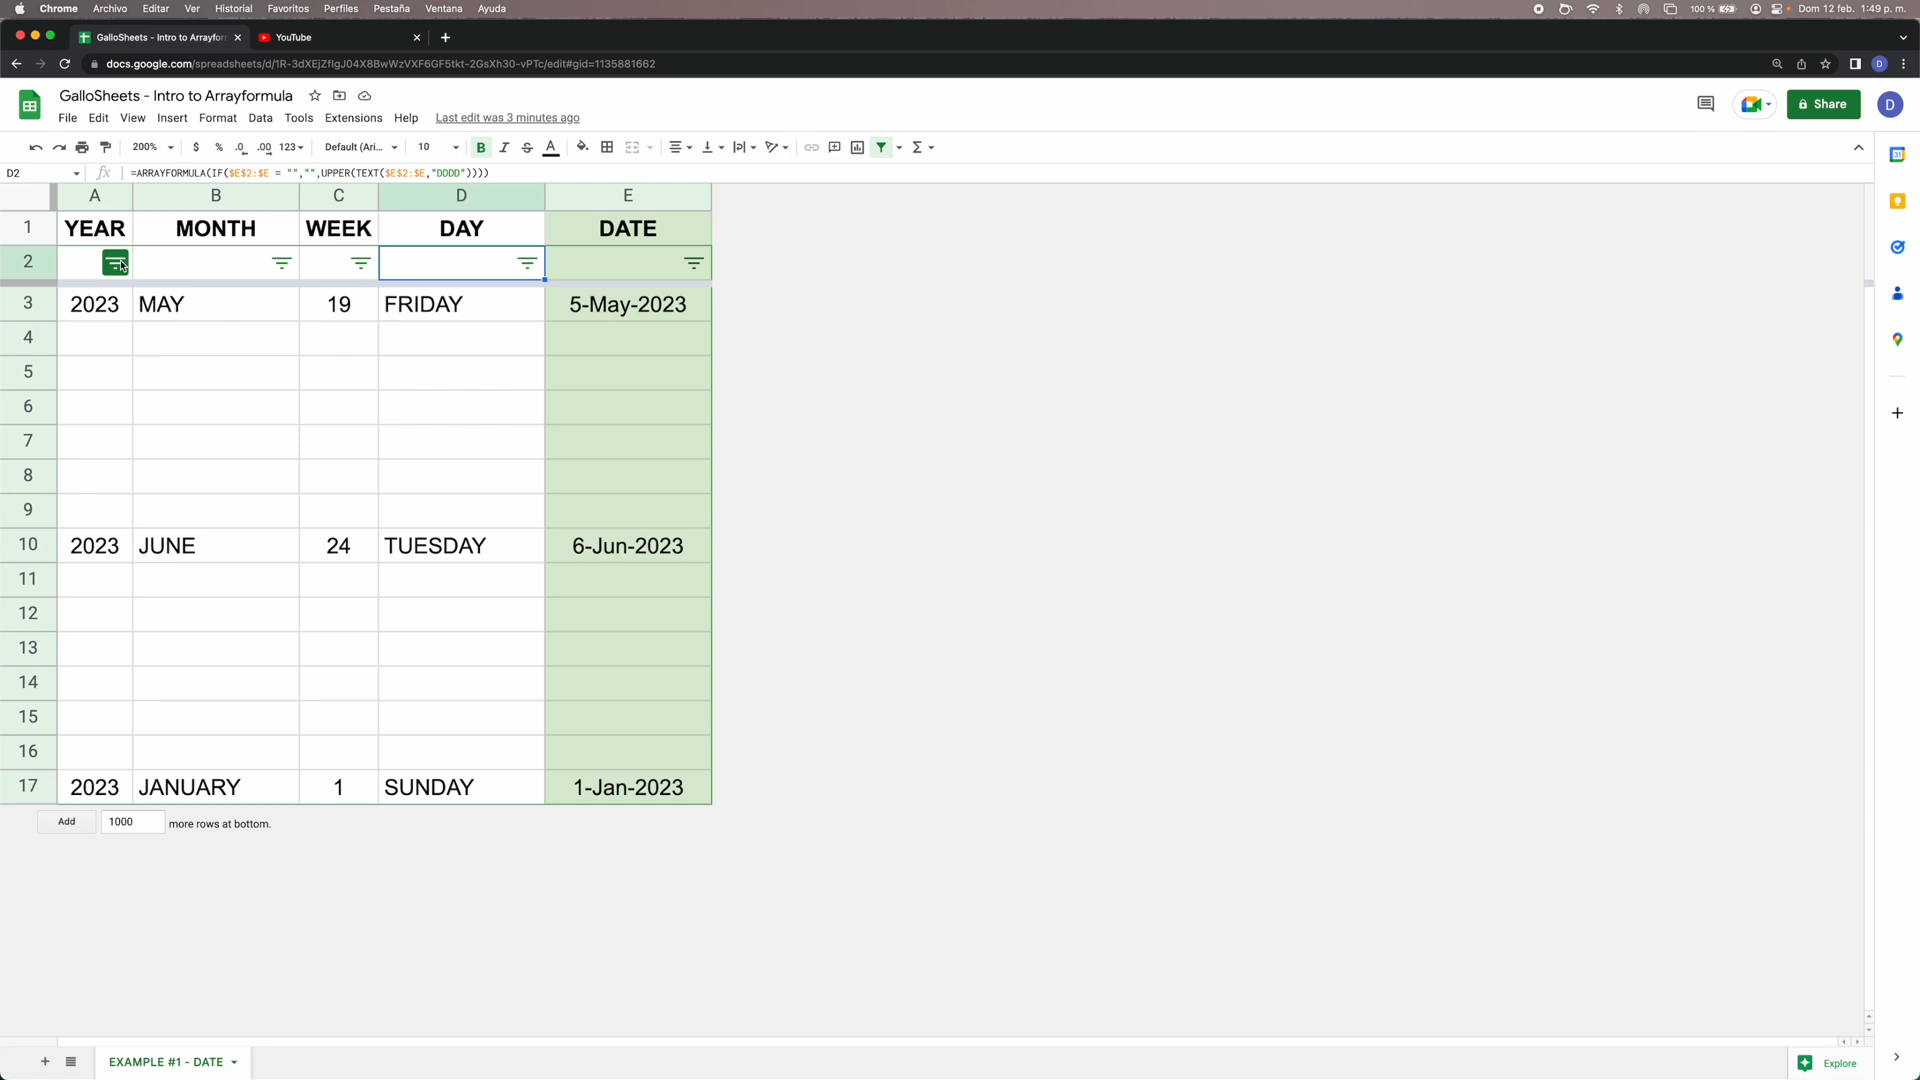 Chrome Archivo Editar Ver Historial Favoritos Perfiles Pestaña Ventana Ayuda 100 % Dom 12 feb. 1:49 p. m.
GalloSheets - Intro to Arrayfor YouTube
docs.google.com/spreadsheets/d/1R-3dXEjZfIgJ04X8BwWzVXF6GF5tkt-2GsXh30-vPTc/edit#gid=1135881662 D
GalloSheets - Intro to Arrayformula
File Edit View Insert Format Data Tools Extensions Help Last edit was 3 minutes ago Share D
200% $ % .0 .00 123 Default (Ari... 10 B I S A Σ
D2 fx =ARRAYFORMULA(IF($E$2:$E = "","",UPPER(TEXT($E$2:$E,"DDDD"))))
A B C D E
1 YEAR MONTH WEEK DAY DATE
2
3 2023 MAY 19 FRIDAY 5-May-2023
4
5
6
7
8
9
10 2023 JUNE 24 TUESDAY 6-Jun-2023
11
12
13
14
15
16
17 2023 JANUARY 1 SUNDAY 1-Jan-2023
Add 1000 more rows at bottom.
EXAMPLE #1 - DATE Explore